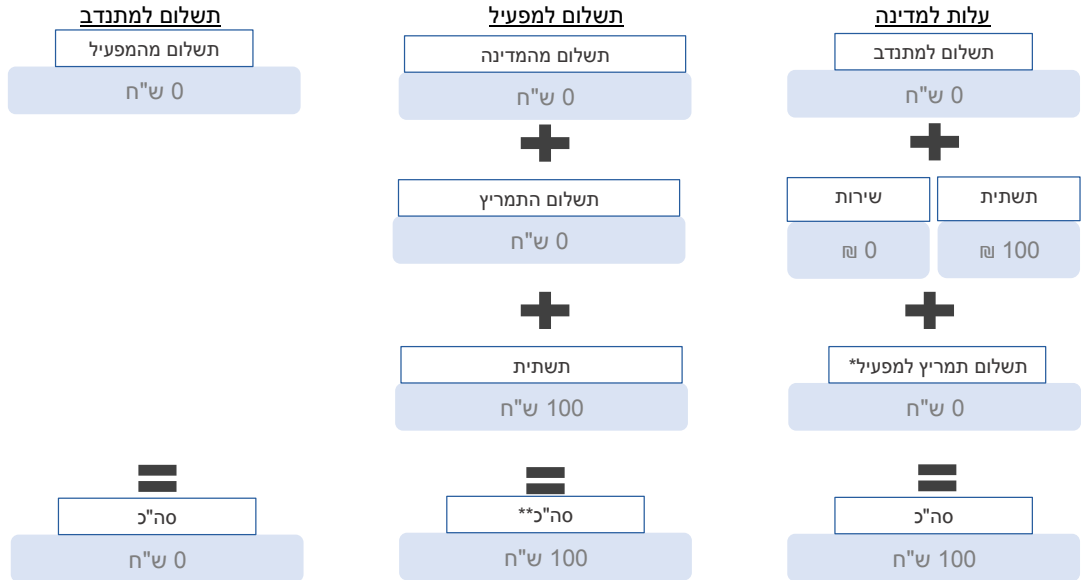 עלות למדינה
תשלום למפעיל
תשלום למתנדב
תשלום למתנדב
תשלום מהמדינה
תשלום מהמפעיל
0 ש"ח
0 ש"ח
0 ש"ח
תשתית
שירות
תשלום התמריץ
100 ₪
0 ₪
0 ש"ח
תשלום תמריץ למפעיל*
תשתית
0 ש"ח
100 ש"ח
סה"כ
סה"כ**
סה"כ
100 ש"ח
100 ש"ח
0 ש"ח